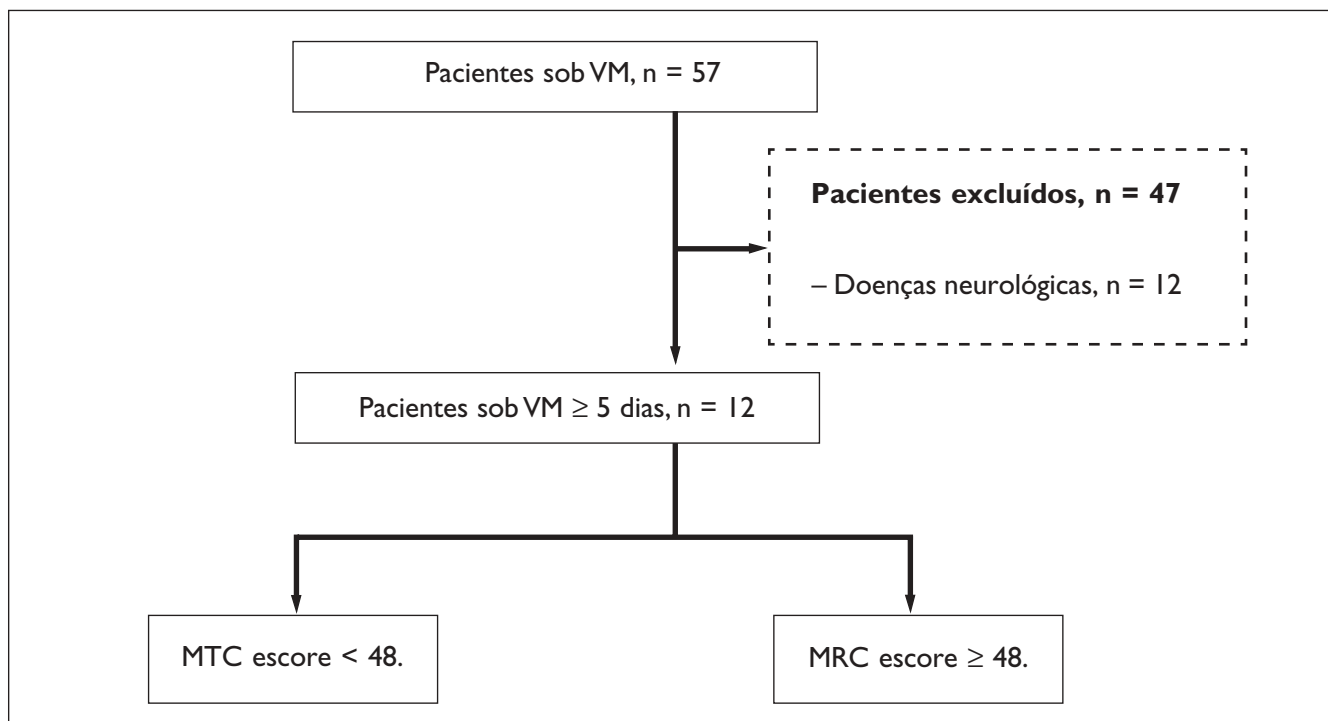 Pacientes sob VM, n = 57
Pacientes excluídos, n = 47
– Doenças neurológicas, n = 12
Pacientes sob VM ≥ 5 dias, n = 12
MTC escore < 48.
MRC escore ≥ 48.